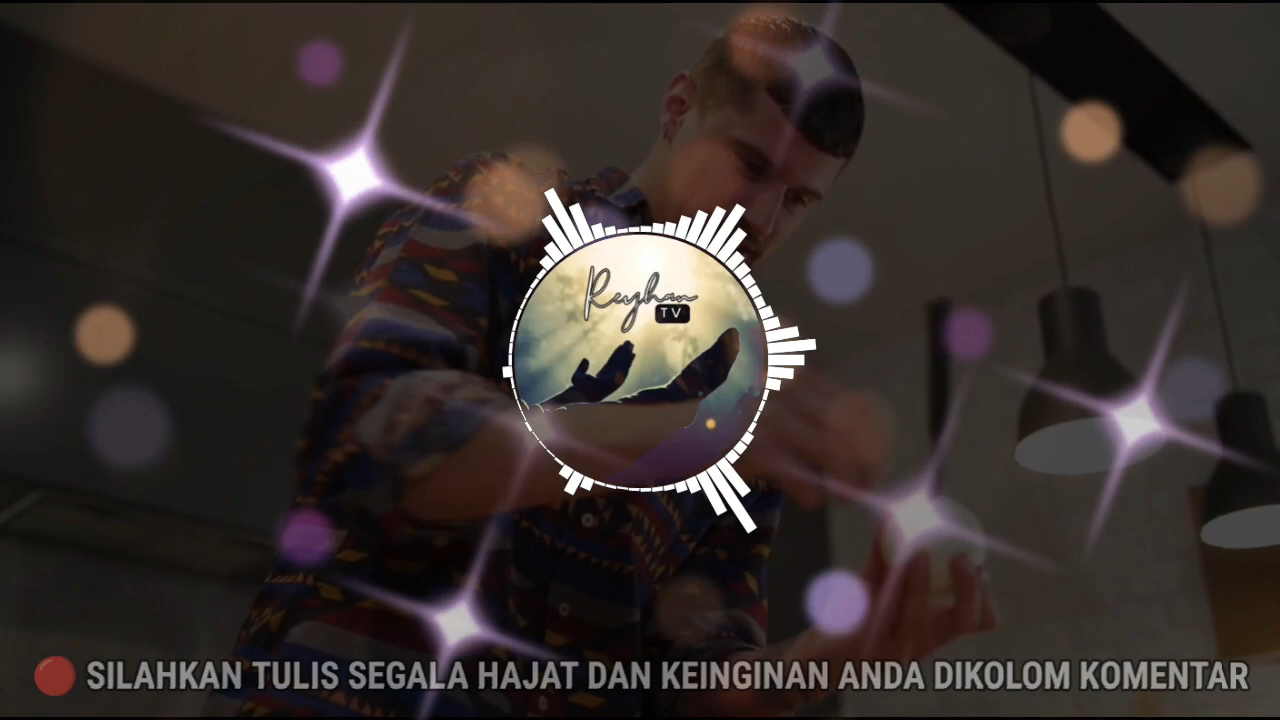 Reyhan
TV
SILAHKAN TULIS SEGALA HAJAT DAN KEINGINAN ANDA DIKOLOM KOMENTAR